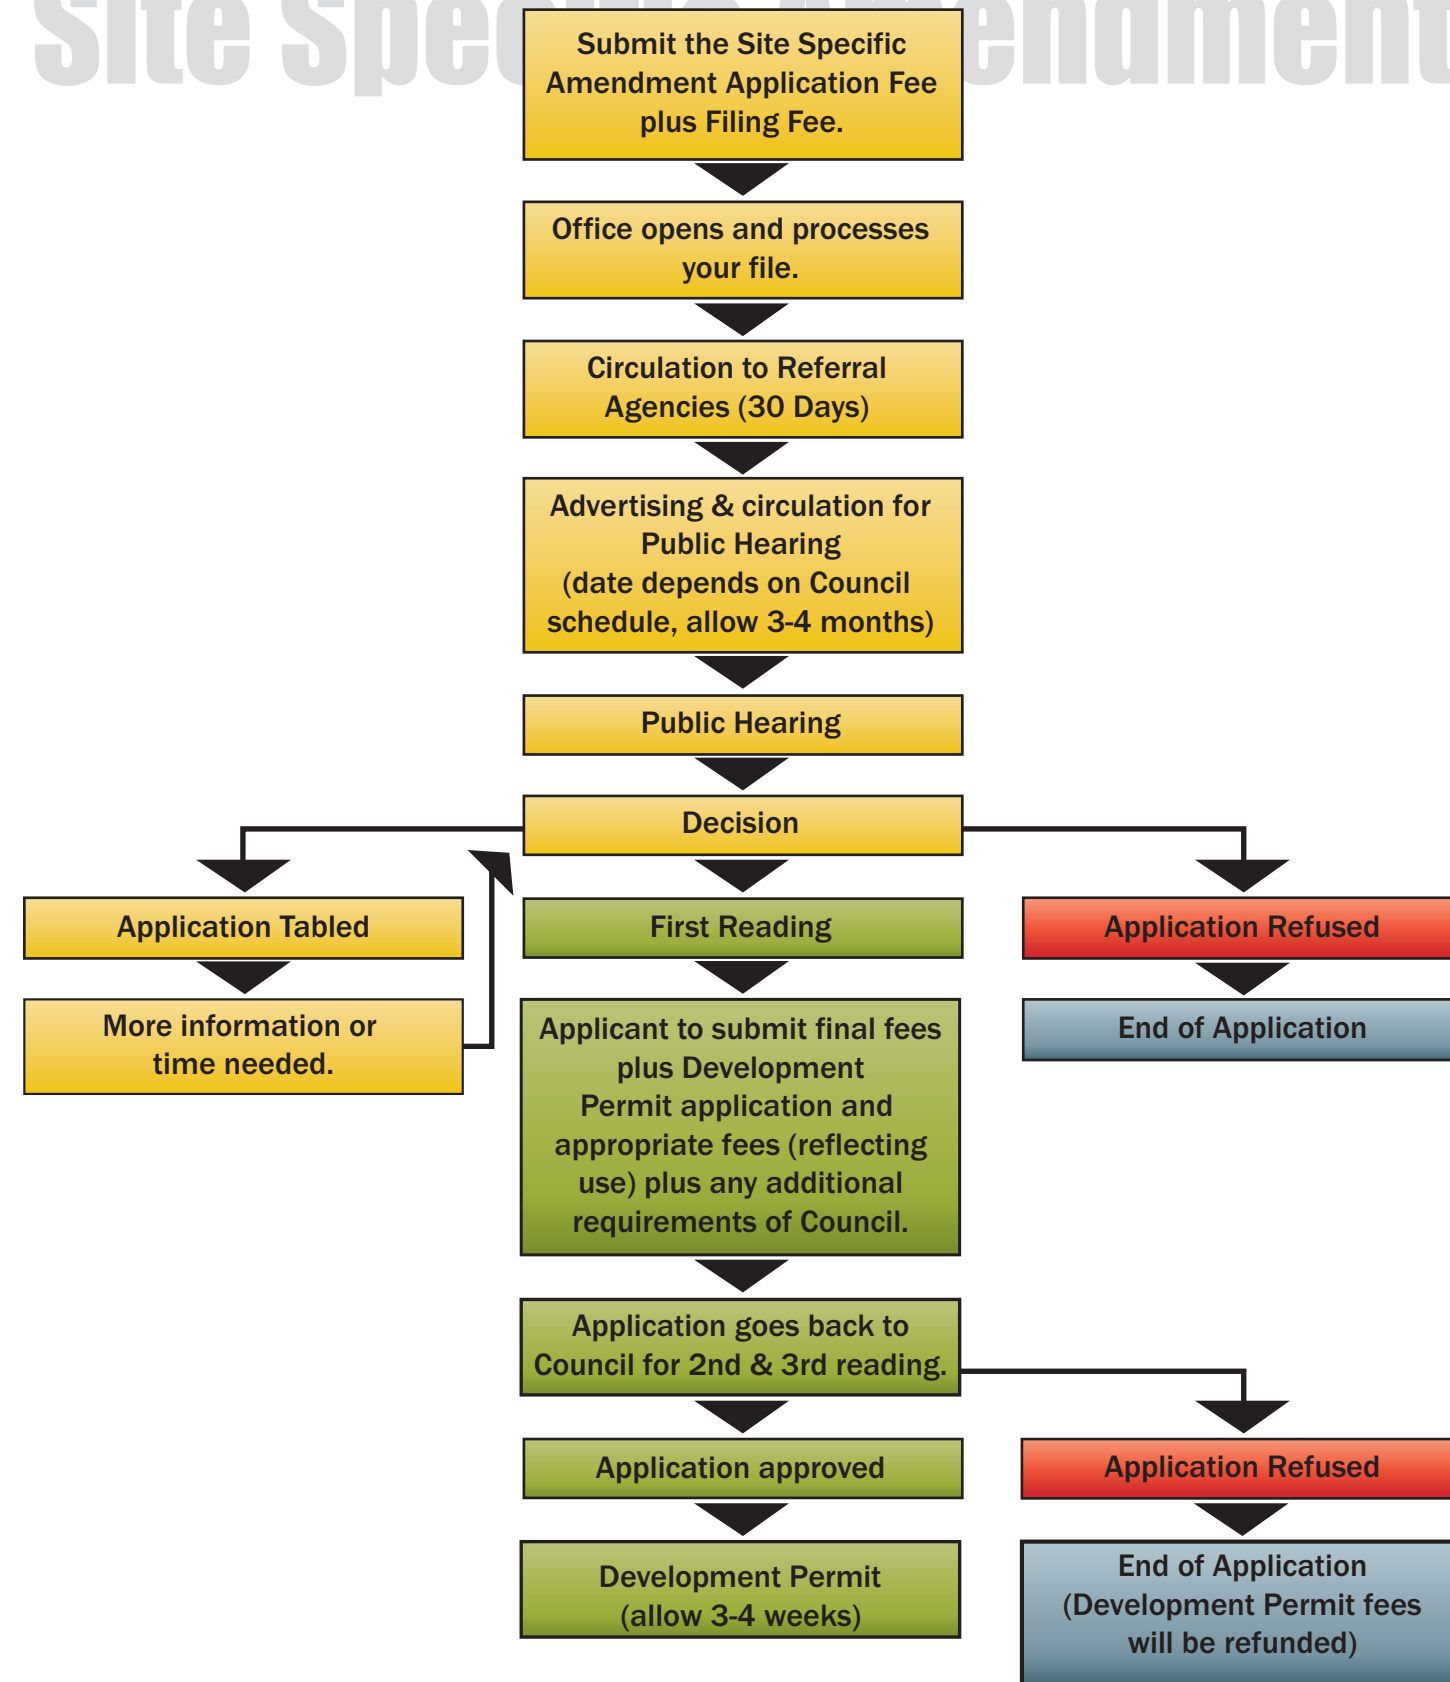 Site Specific Amendment
Submit the Site Specific
Amendment Application Fee
plus Filing Fee.
Office opens and processes
your file.
Circulation to Referral
Agencies (30 Days)
Advertising & circulation for
Public Hearing
(date depends on Council
schedule, allow 3-4 months)
Public Hearing
Decision
Application Tabled
More information or
time needed.
First Reading
Applicant to submit final fees
plus Development
Permit application and
appropriate fees (reflecting
use) plus any additional
requirements of Council.
Application Refused
End of Application
Application goes back to
Council for 2nd & 3rd reading.
Application approved
Development Permit
(allow 3-4 weeks)
Application Refused
End of Application
(Development Permit fees
will be refunded)